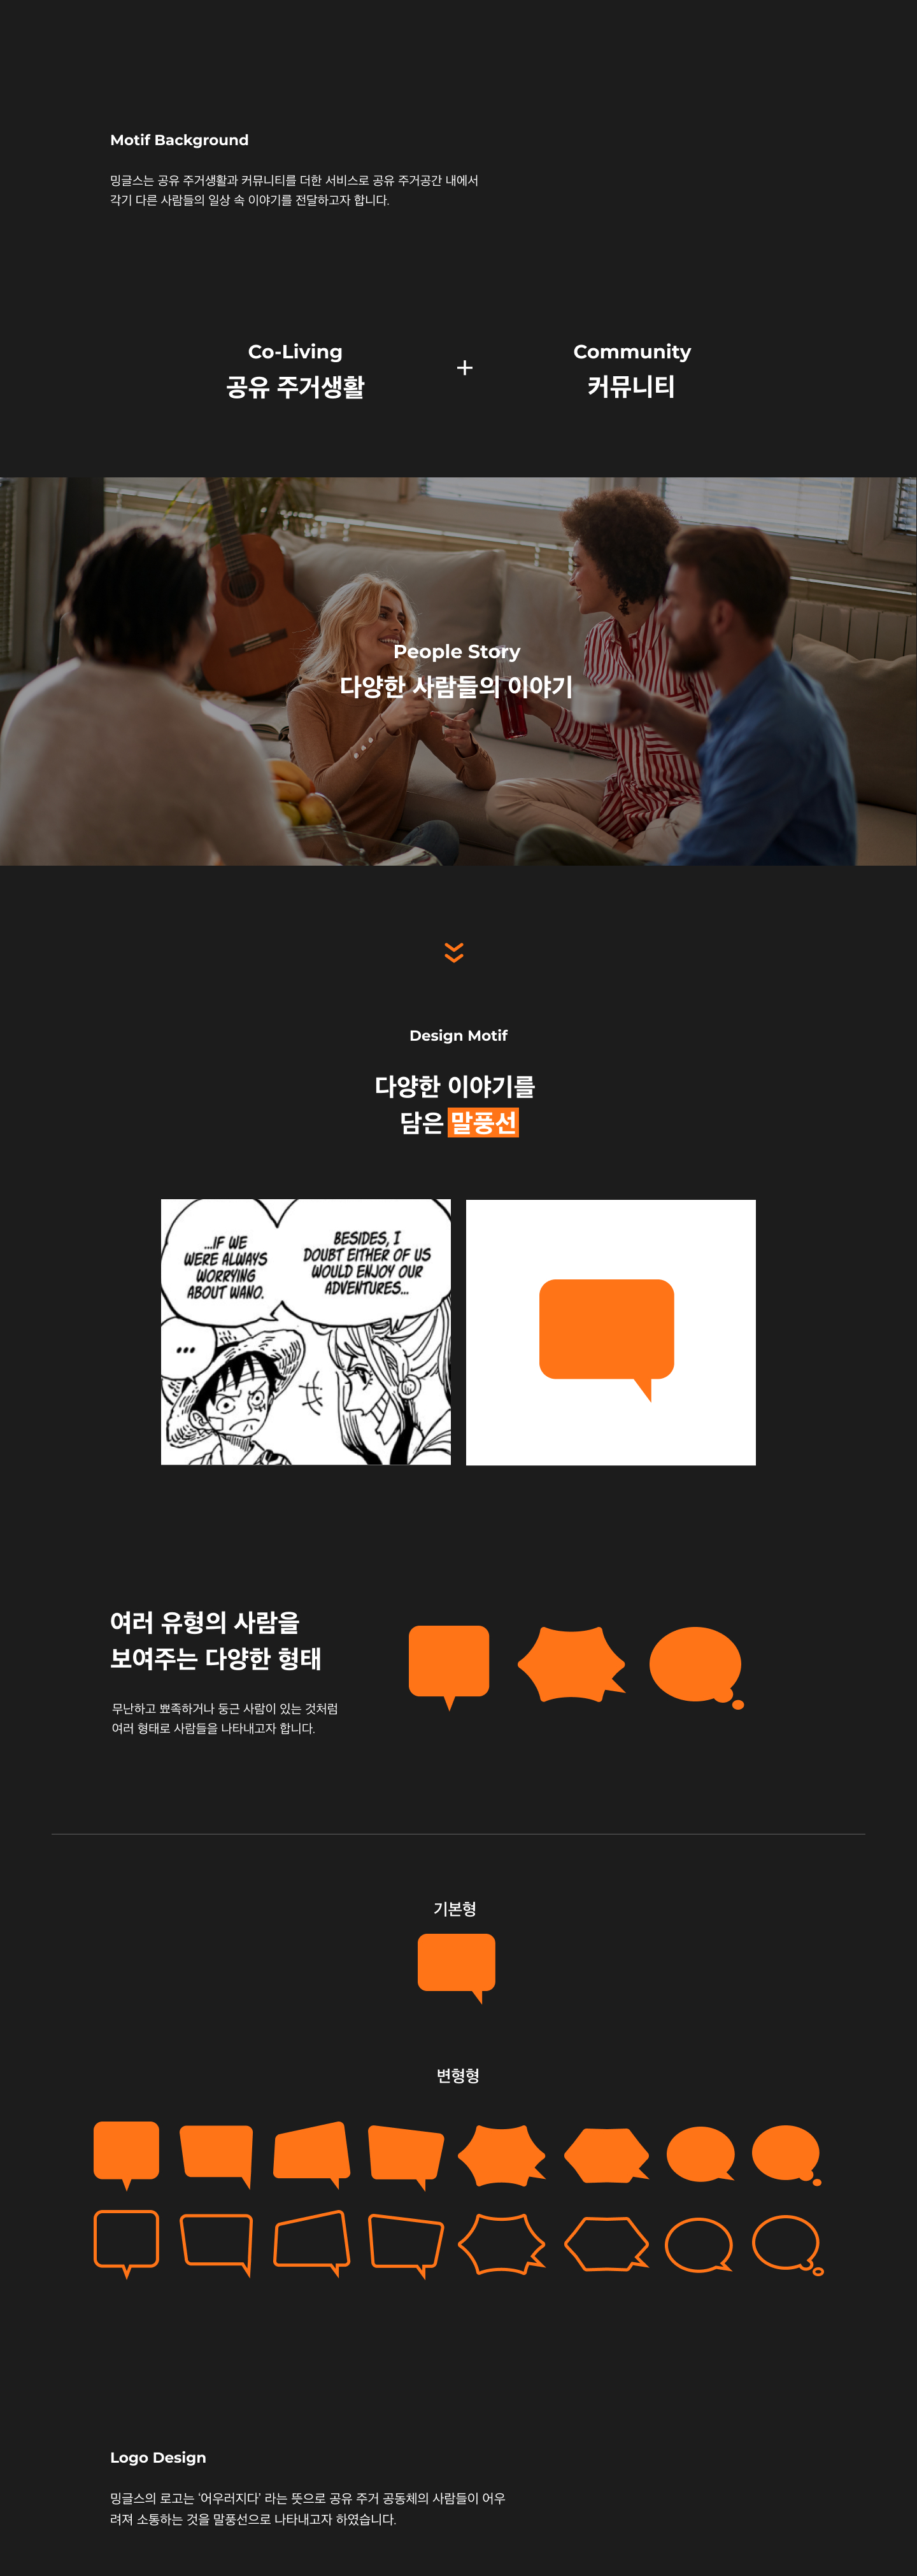 Motif Background
밍글스는 공유 주거생활과 커뮤니티를 더한 서비스로 공유 주거공간 내에서
각기 다른 사람들의 일상 속 이야기를 전달하고자 합니다.
Co-Living
공유 주거생활
+
Community
커뮤니티
People Story
다양한 사람들의 이야기
Design Motif
다양한 이야기를
담은 말풍선
...IF WE
WERE ALWAYS
WORRYING
ABOUT WANO.
BESIDES, I
DOUBT EITHER OF US
WOULD ENJOY OUR
ADVENTURES...
...
여러 유형의 사람을
보여주는 다양한 형태
무난하고 뾰족하거나 둥근 사람이 있는 것처럼
여러 형태로 사람들을 나타내고자 합니다.
기본형
변형형
Logo Design
밍글스의 로고는 ‘어우러지다’ 라는 뜻으로 공유 주거 공동체의 사람들이 어우
려져 소통하는 것을 말풍선으로 나타내고자 하였습니다.